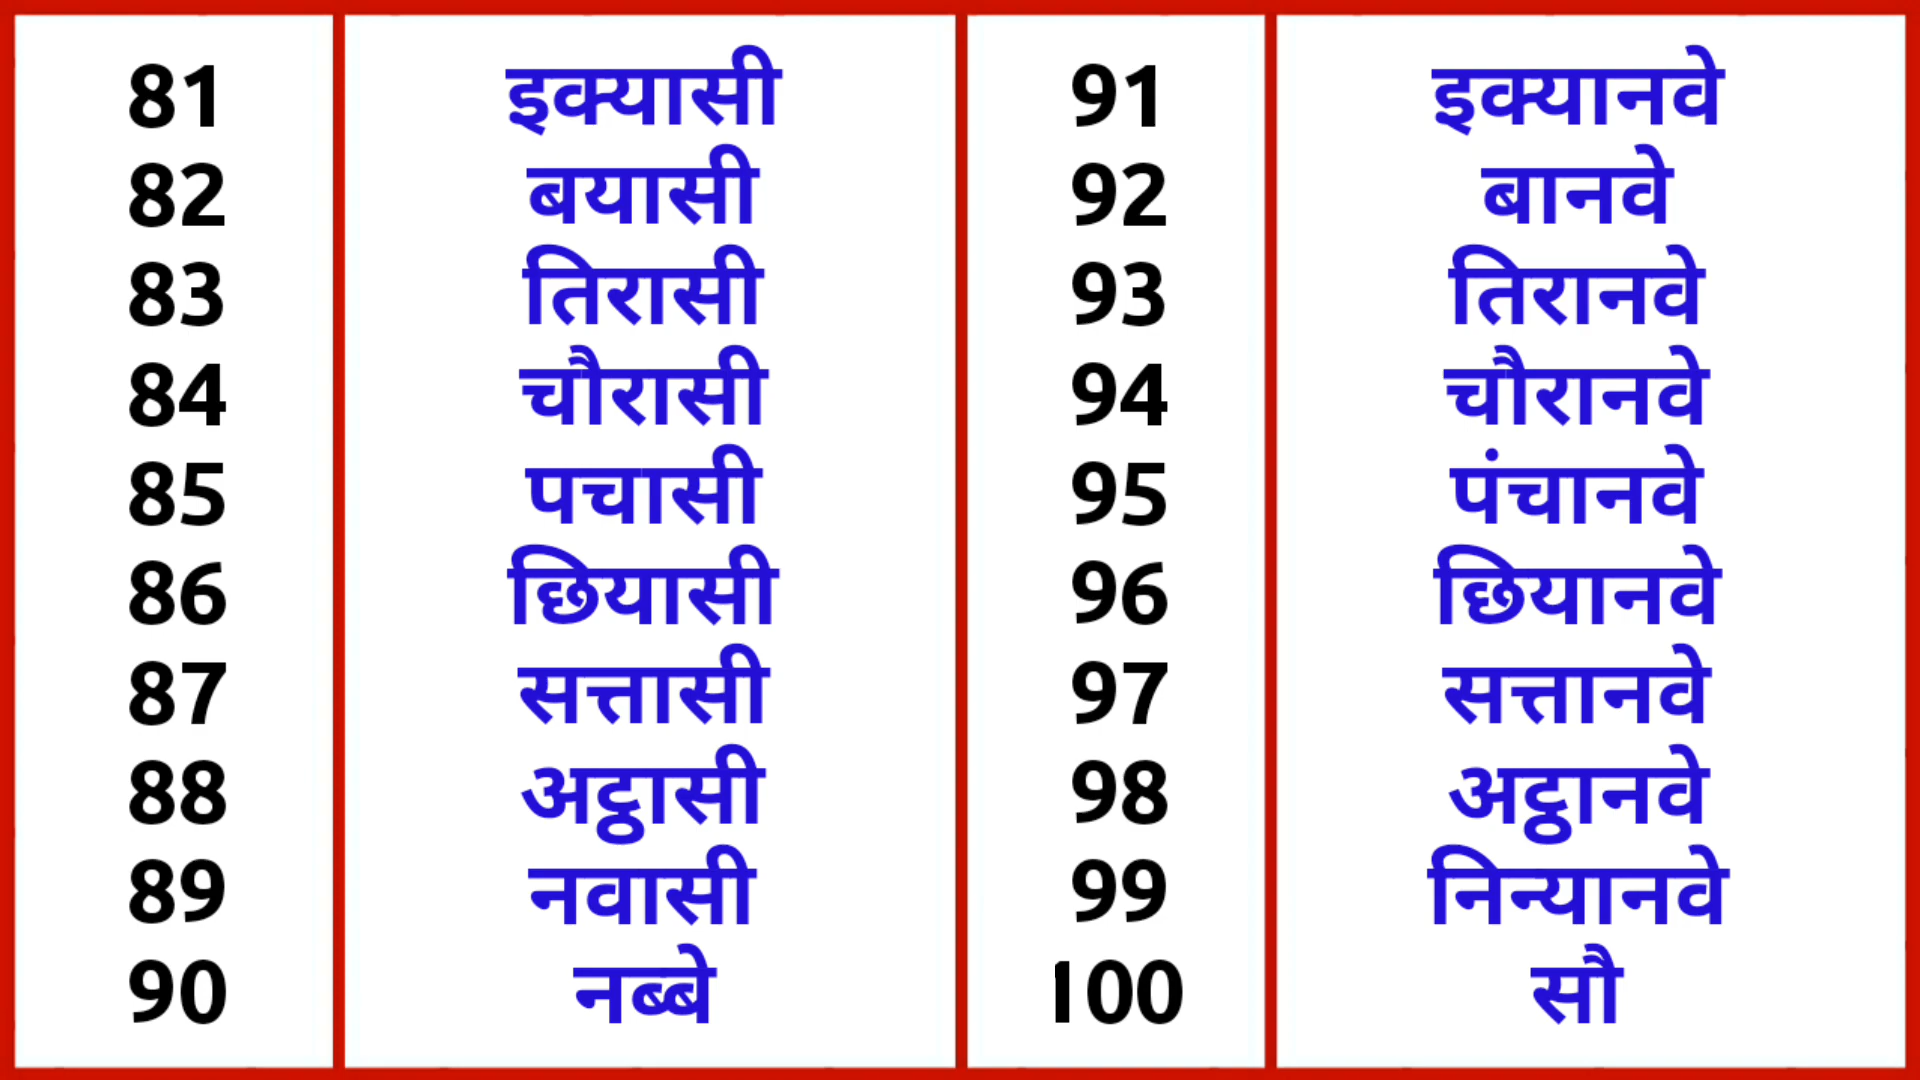 81 इक्यासी 91 इक्यानवे
82 बयासी 92 बानवे
83 तिरासी 93 तिरानवे
84 चौरासी 94 चौरानवे
85 पचासी 95 पंचानवे
86 छियासी 96 छियानवे
87 सत्तासी 97 सत्तानवे
88 अट्ठासी 98 अट्ठानवे
89 नवासी 99 निन्यानवे
90 नब्बे 100 सौ